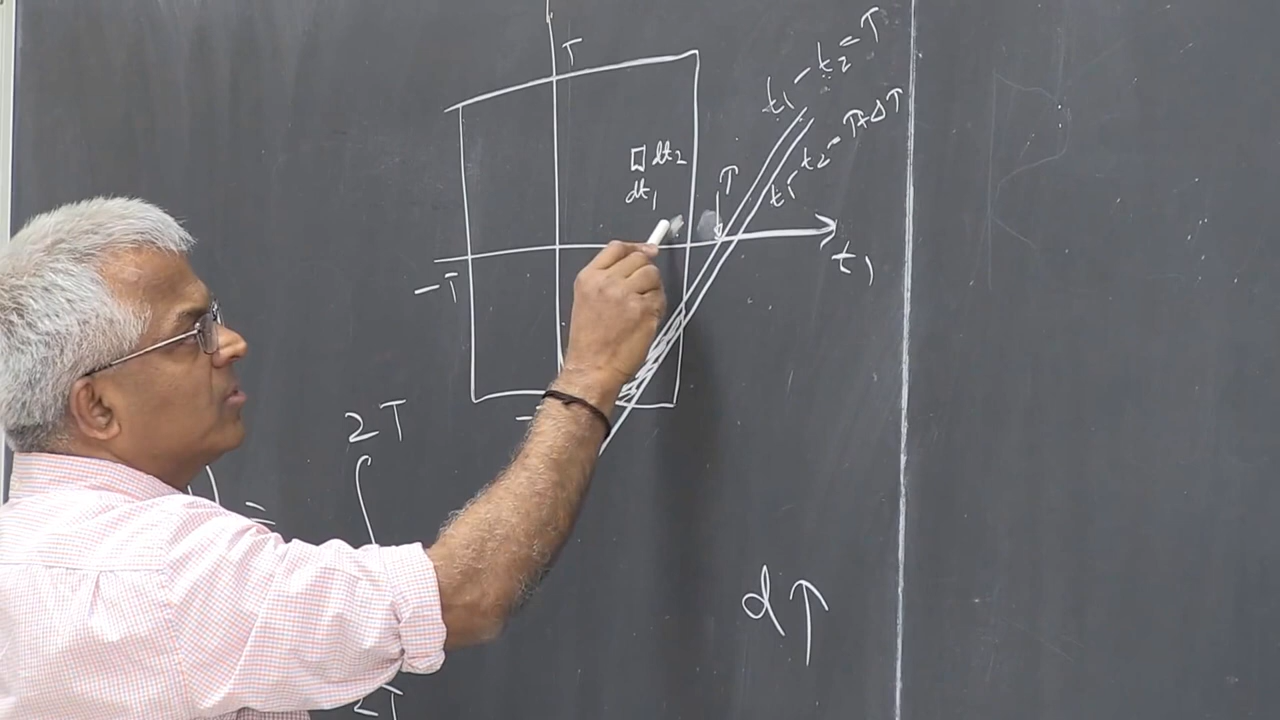 T
t₁ - t₂ = τ
t₁ - t₂ = τ+Δτ
dt₂
dt₁
τ
-T
t₁
2T
∫
=
dτ